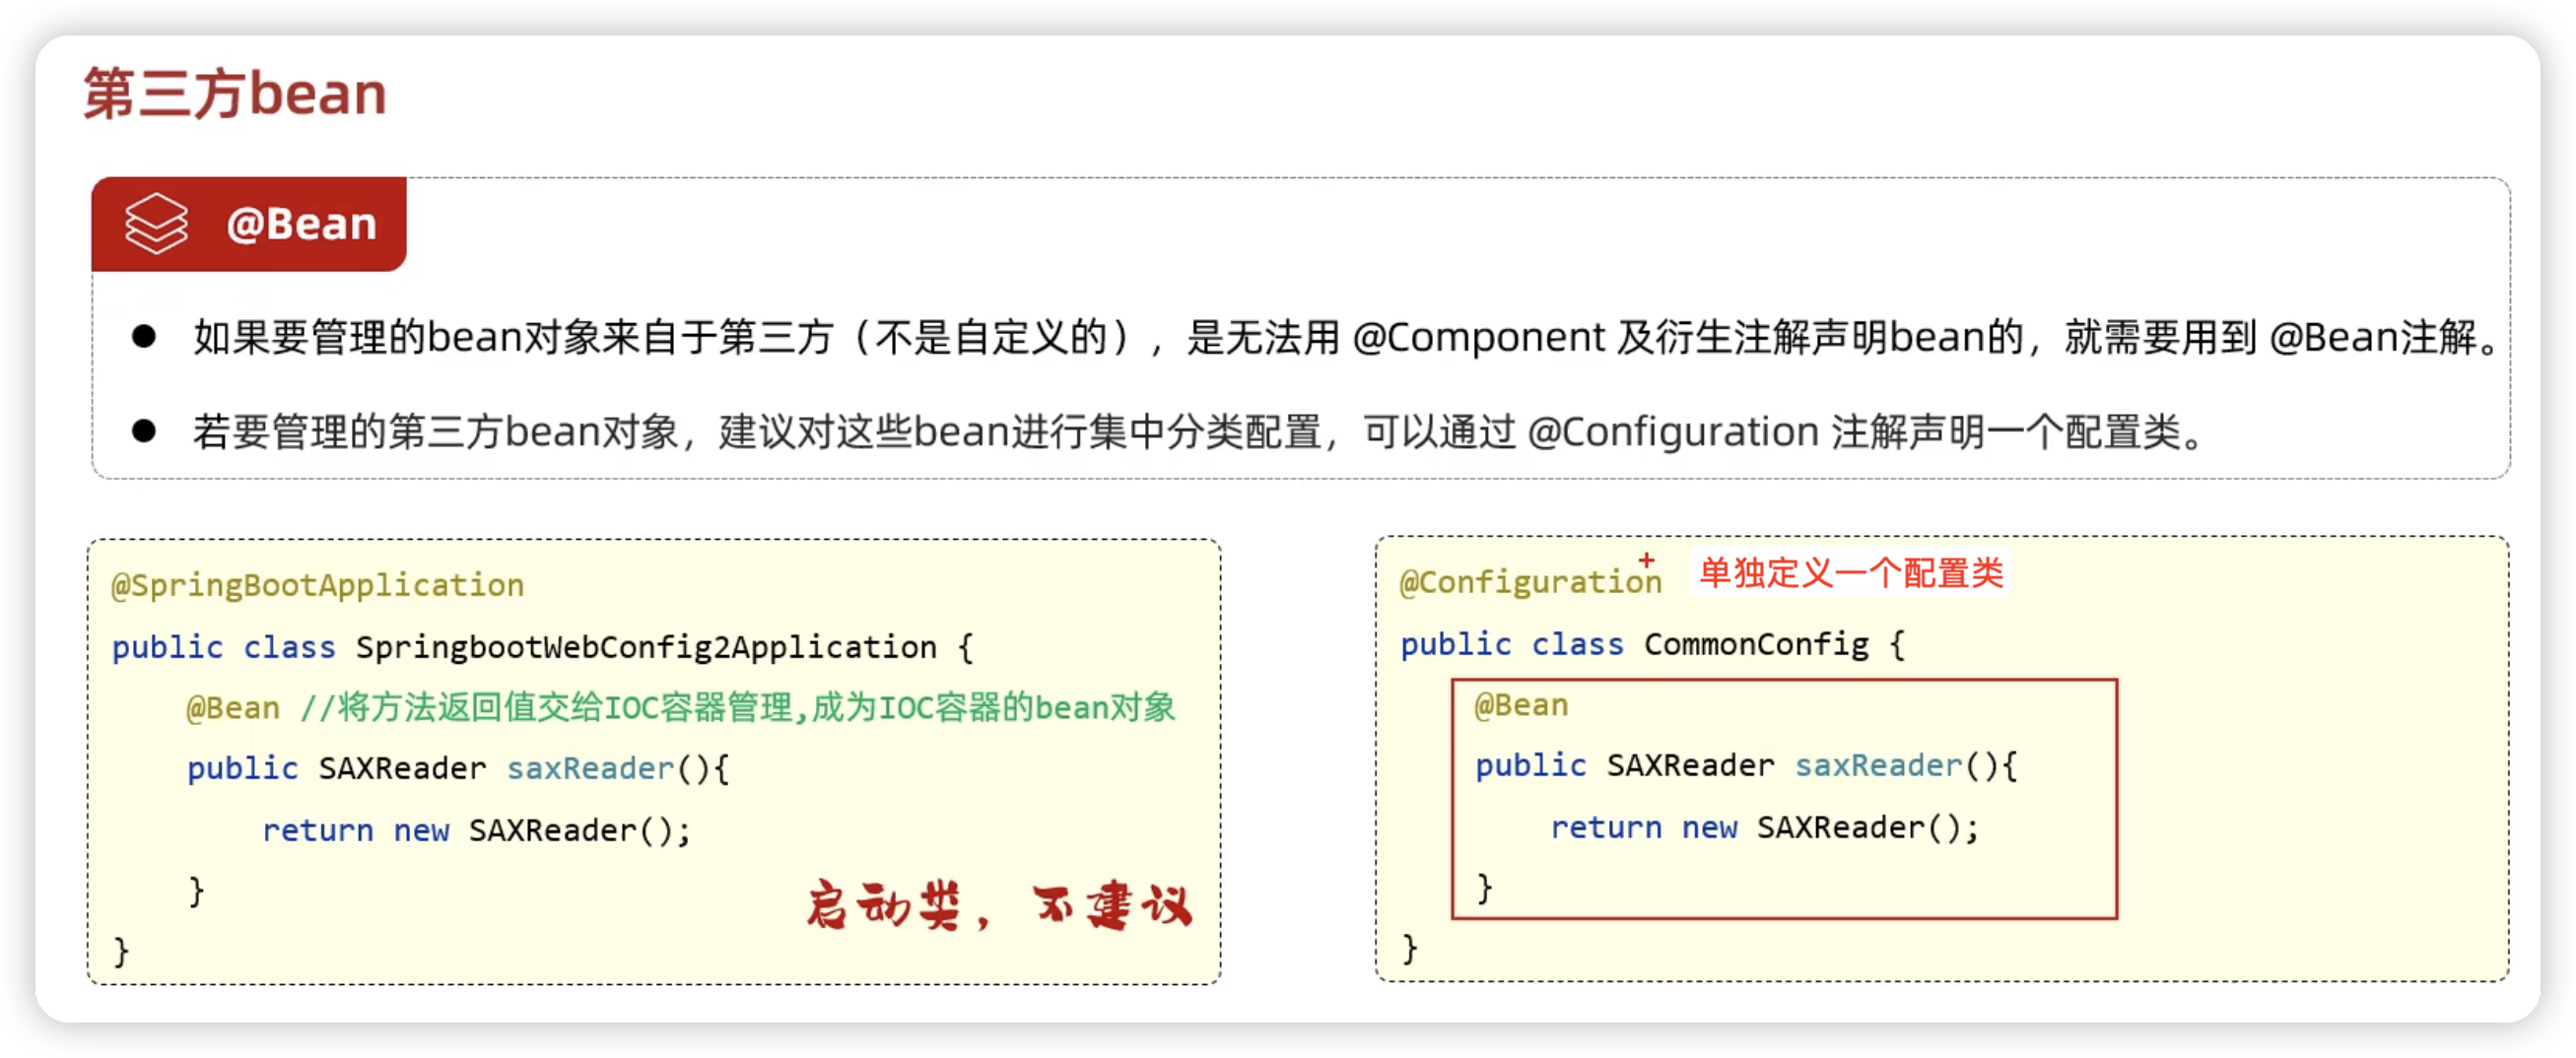 第三方bean
@Bean
如果要管理的bean对象来自于第三方（不是自定义的），是无法用 @Component 及衍生注解声明bean的，就需要用到 @Bean注解。
若要管理的第三方bean对象，建议对这些bean进行集中分类配置，可以通过 @Configuration 注解声明一个配置类。
@SpringBootApplication
public class SpringbootWebConfig2Application {
@Bean //将方法返回值交给IOC容器管理,成为IOC容器的bean对象
public SAXReader saxReader(){
return new SAXReader();
}
}
启动类，不建议
@Configuration 单独定义一个配置类
public class CommonConfig {
@Bean
public SAXReader saxReader(){
return new SAXReader();
}
}